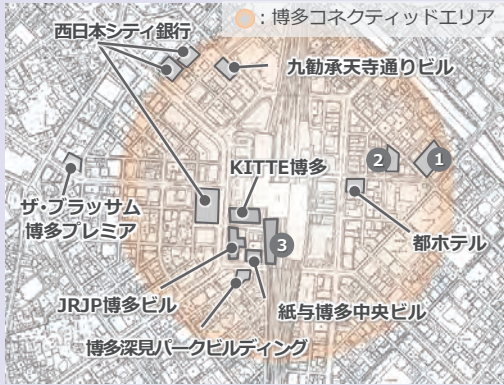 ：博多コネクティッドエリア
西日本シティ銀行
九勧承天寺通りビル
KITTE博多
2
1
ザ・ブラッサム
博多プレミア
都ホテル
3
JRJP博多ビル
紙与博多中央ビル
博多深見パークビルディング